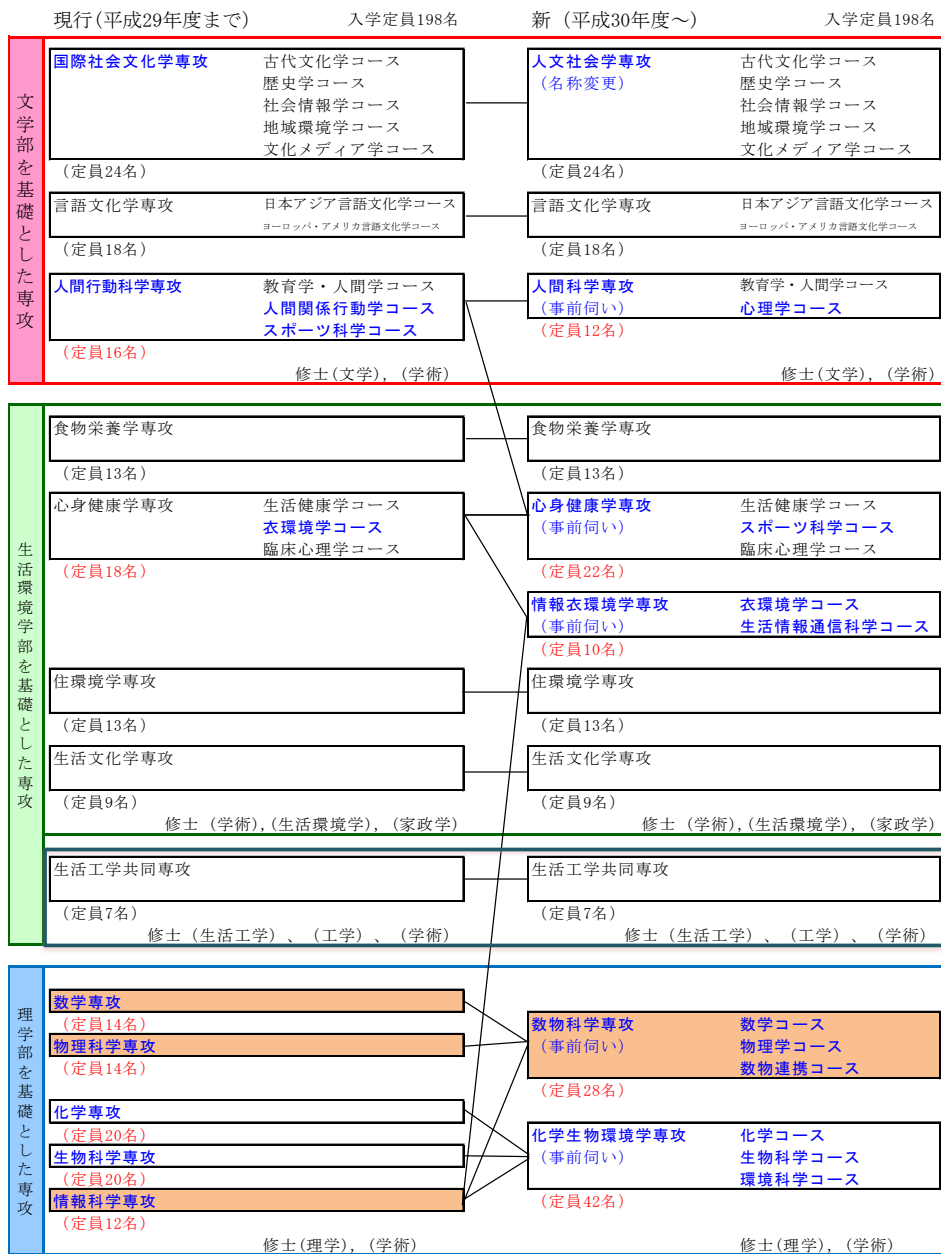 現行(平成29年度まで)　入学定員198名　新（平成30年度～）　入学定員198名
文学部を基礎とした専攻
国際社会文化学専攻　古代文化学コース
歴史学コース
社会情報学コース
地域環境学コース
文化メディア学コース
（定員24名）
人文社会学専攻　古代文化学コース
（名称変更）　歴史学コース
社会情報学コース
地域環境学コース
文化メディア学コース
（定員24名）
言語文化学専攻　日本アジア言語文化学コース
ヨーロッパ・アメリカ言語文化学コース
（定員18名）
言語文化学専攻　日本アジア言語文化学コース
ヨーロッパ・アメリカ言語文化学コース
（定員18名）
人間行動科学専攻　教育学・人間学コース
人間関係行動学コース
スポーツ科学コース
（定員16名）
人間科学専攻　教育学・人間学コース
（事前伺い）　心理学コース
（定員12名）
修士(文学)，（学術）　修士(文学)，（学術）
生活環境学部を基礎とした専攻
食物栄養学専攻　食物栄養学専攻
（定員13名）　（定員13名）
心身健康学専攻　生活健康学コース
衣環境学コース
臨床心理学コース
（定員18名）
心身健康学専攻　生活健康学コース
（事前伺い）　スポーツ科学コース
臨床心理学コース
（定員22名）
情報衣環境学専攻　衣環境学コース
（事前伺い）　生活情報通信科学コース
（定員10名）
住環境学専攻　住環境学専攻
（定員13名）　（定員13名）
生活文化学専攻　生活文化学専攻
（定員9名）　（定員9名）
修士（学術），（生活環境学），（家政学）　修士（学術），（生活環境学），（家政学）
生活工学共同専攻　生活工学共同専攻
（定員7名）　（定員7名）
修士（生活工学）、（工学）、（学術）　修士（生活工学）、（工学）、（学術）
理学部を基礎とした専攻
数学専攻
（定員14名）
物理科学専攻
（定員14名）
化学専攻
（定員20名）
生物科学専攻
（定員20名）
情報科学専攻
（定員12名）
数物科学専攻　数学コース
（事前伺い）　物理学コース
数物連携コース
（定員28名）
化学生物環境学専攻　化学コース
（事前伺い）　生物科学コース
環境科学コース
（定員42名）
修士(理学)，（学術）　修士(理学)，（学術）